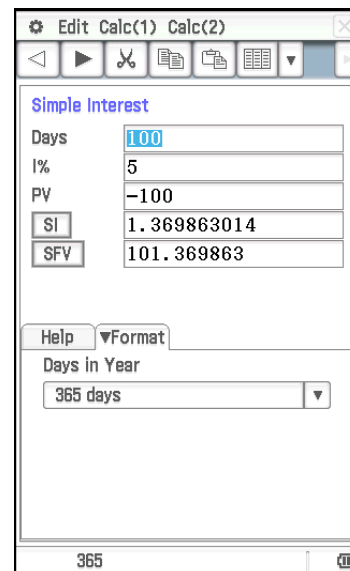 Edit Calc(1) Calc(2)
Simple Interest
Days 100
I% 5
PV -100
SI 1.369863014
SFV 101.369863
Help ▼Format
Days in Year
365 days
365